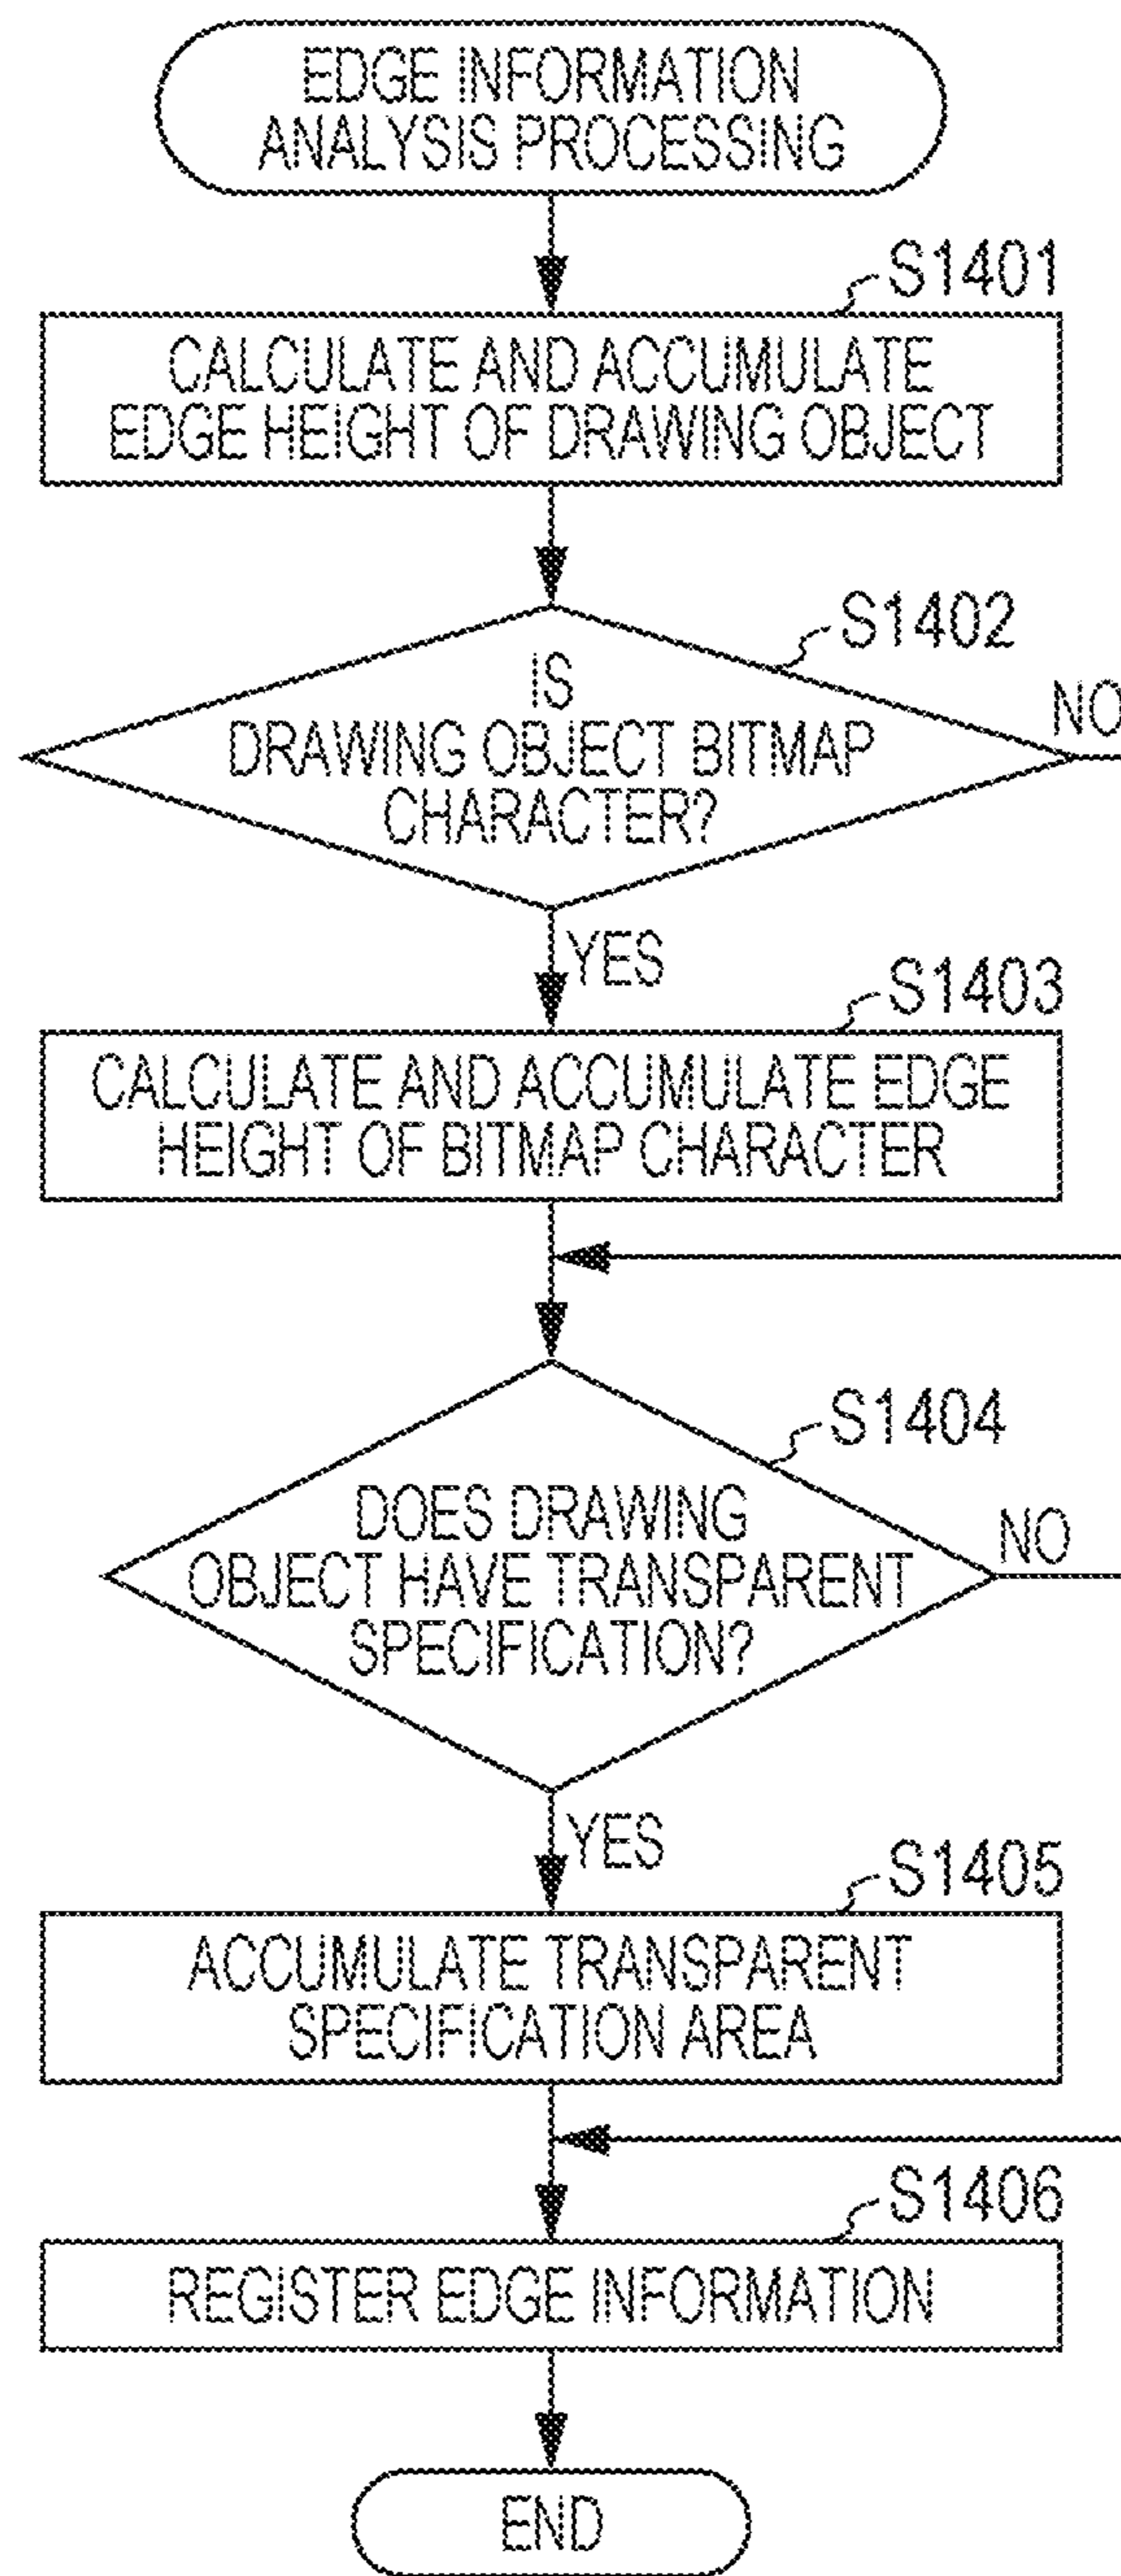 EDGE INFORMATION
ANALYSIS PROCESSING
S1401
CALCULATE AND ACCUMULATE
EDGE HEIGHT OF DRAWING OBJECT
S1402
IS
DRAWING OBJECT BITMAP
CHARACTER?
NO
YES
S1403
CALCULATE AND ACCUMULATE EDGE
HEIGHT OF BITMAP CHARACTER
S1404
DOES DRAWING
OBJECT HAVE TRANSPARENT
SPECIFICATION?
NO
YES
S1405
ACCUMULATE TRANSPARENT
SPECIFICATION AREA
S1406
REGISTER EDGE INFORMATION
END